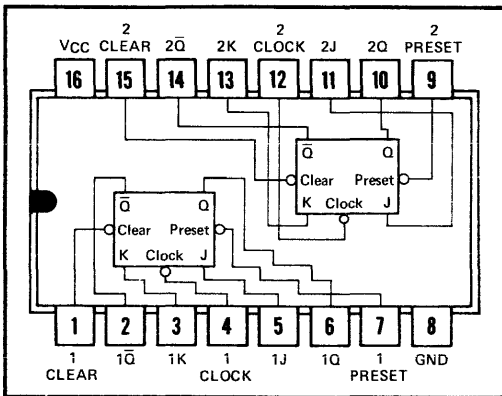 2 2 2
VCC CLEAR 2Q̅ 2K CLOCK 2J 2Q PRESET
16 15 14 13 12 11 10 9
Q̅ Q
Clear Preset
K Clock J
Q̅ Q
Clear Preset
K Clock J
1 2 3 4 5 6 7 8
1 1Q̅ 1K 1 1J 1Q 1 GND
CLEAR CLOCK PRESET